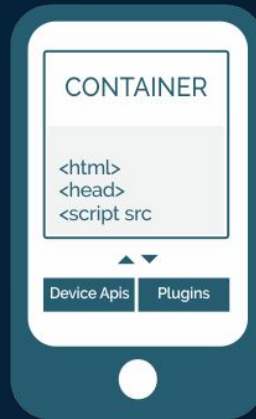 CONTAINER
<html>
<head>
<script src
Device Apis Plugins